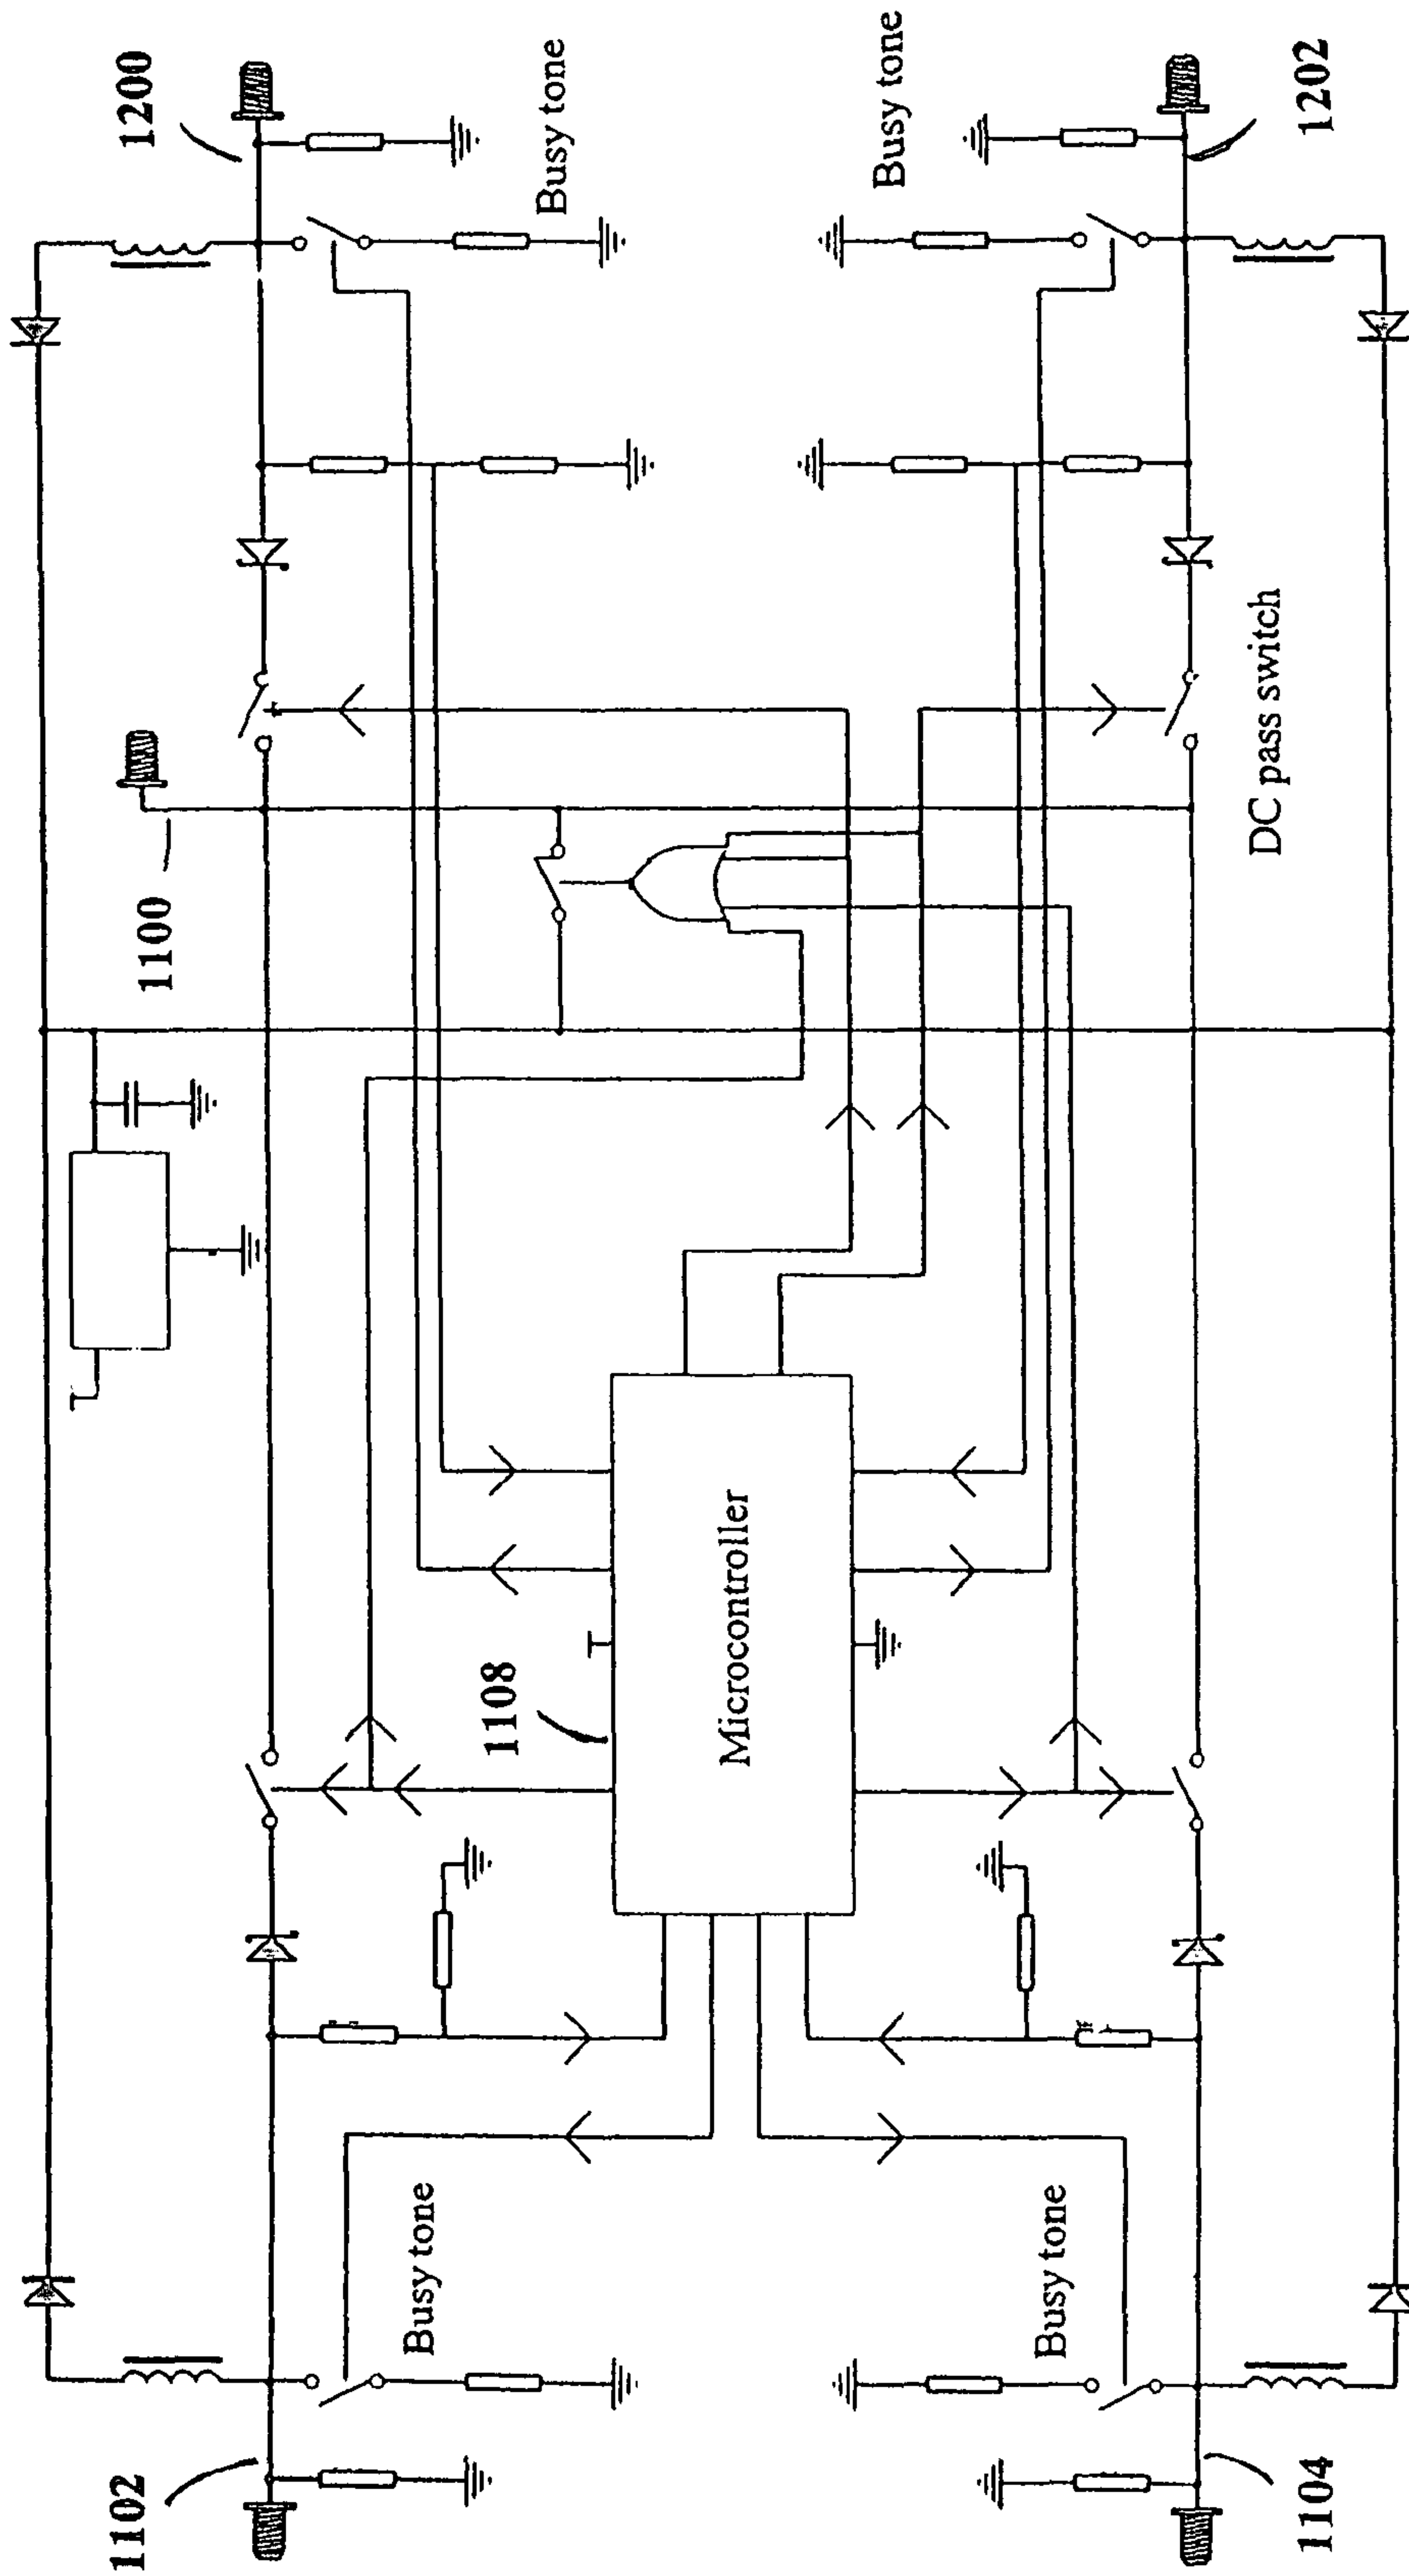 1102
1200
Busy tone
Busy tone
1108
1100
Microcontroller
Busy tone
Busy tone
DC pass switch
1104
1202